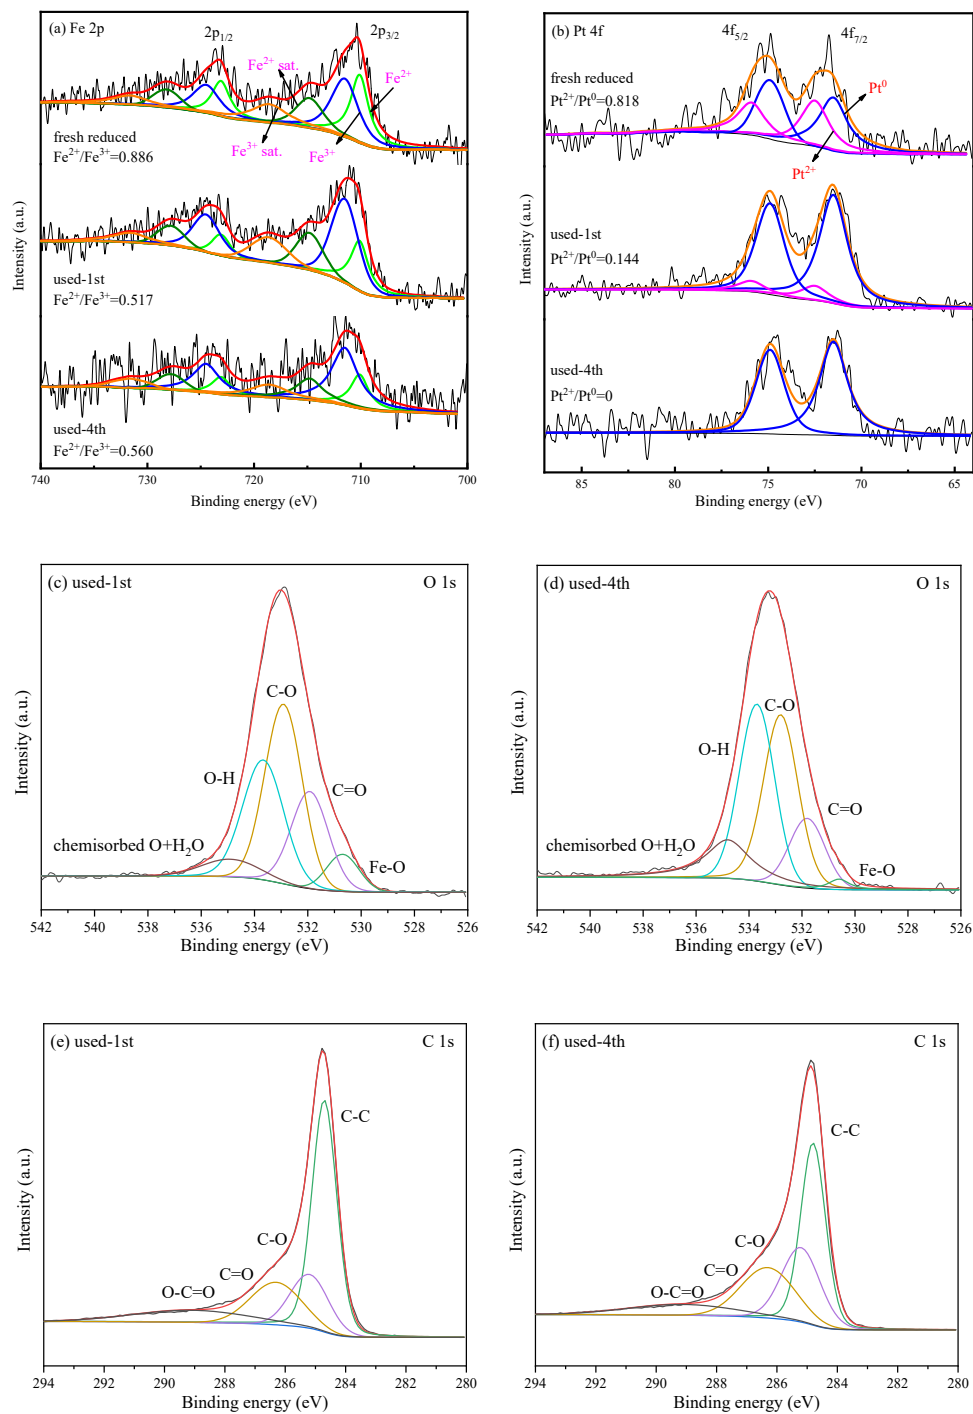 (a) Fe 2p
2p1/2
2p3/2
Fe2+ sat.
Fe2+
fresh reduced
Fe2+/Fe3+=0.886
Fe3+ sat.
Fe3+
used-1st
Fe2+/Fe3+=0.517
used-4th
Fe2+/Fe3+=0.560
Intensity (a.u.)
740 730 720 710 700
Binding energy (eV)
(b) Pt 4f
4f5/2
4f7/2
fresh reduced
Pt2+/Pt0=0.818
Pt0
Pt2+
used-1st
Pt2+/Pt0=0.144
used-4th
Pt2+/Pt0=0
Intensity (a.u.)
85 80 75 70 65
Binding energy (eV)
(c) used-1st
O 1s
C-O
O-H
C=O
chemisorbed O+H2O
Fe-O
Intensity (a.u.)
542 540 538 536 534 532 530 528 526
Binding energy (eV)
(d) used-4th
O 1s
C-O
O-H
C=O
chemisorbed O+H2O
Fe-O
Intensity (a.u.)
542 540 538 536 534 532 530 528 526
Binding energy (eV)
(e) used-1st
C 1s
C-C
C-O
C=O
O-C=O
Intensity (a.u.)
294 292 290 288 286 284 282 280
Binding energy (eV)
(f) used-4th
C 1s
C-C
C-O
C=O
O-C=O
Intensity (a.u.)
294 292 290 288 286 284 282 280
Binding energy (eV)